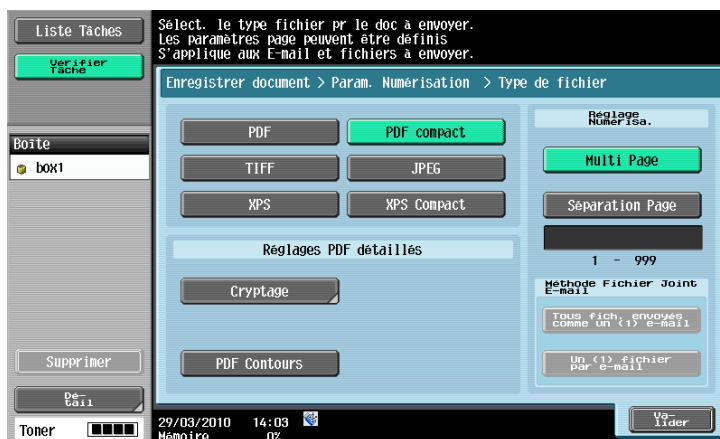 Liste Tâches
Vérifier
Tâche
Boîte
box1
Supprimer
Dé-
tail
Toner
Sélect. le type fichier pr le doc à envoyer.
Les paramètres page peuvent être définis
S'applique aux E-mail et fichiers à envoyer.
Enregistrer document > Param. Numérisation > Type de fichier
PDF
PDF compact
TIFF
JPEG
XPS
XPS Compact
Réglages PDF détaillés
Cryptage
PDF Contours
Réglage
Numérisa.
Multi Page
Séparation Page
1 - 999
Méthode Fichier Joint
E-mail
Tous fich. envoyés
comme un (1) e-mail
Un (1) fichier
par e-mail
29/03/2010 14:03
Mémoire 0%
Va-
lider